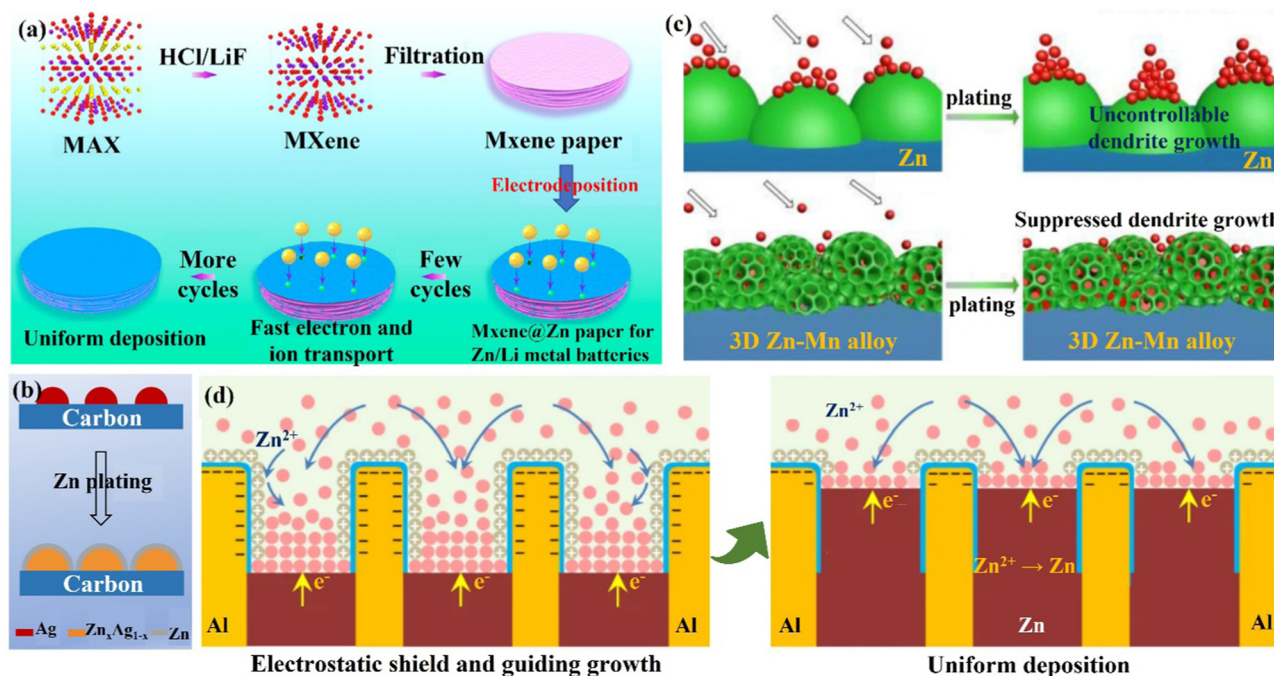 (a)
MAX
HCl/LiF
MXene
Filtration
Mxene paper
Electrodeposition
Mxene@Zn paper for
Zn/Li metal batteries
Few
cycles
Fast electron and
ion transport
More
cycles
Uniform deposition
(b)
Carbon
Zn plating
Carbon
Ag
ZnₓAg₁₋ₓ
Zn
(c)
plating
Zn
Uncontrollable
dendrite growth
Zn
Suppressed dendrite growth
plating
3D Zn-Mn alloy
3D Zn-Mn alloy
(d)
Zn²⁺
e⁻
e⁻
e⁻
Al
Al
Electrostatic shield and guiding growth
Zn²⁺
e⁻
e⁻
e⁻
Zn²⁺ → Zn
Al
Zn
Al
Uniform deposition